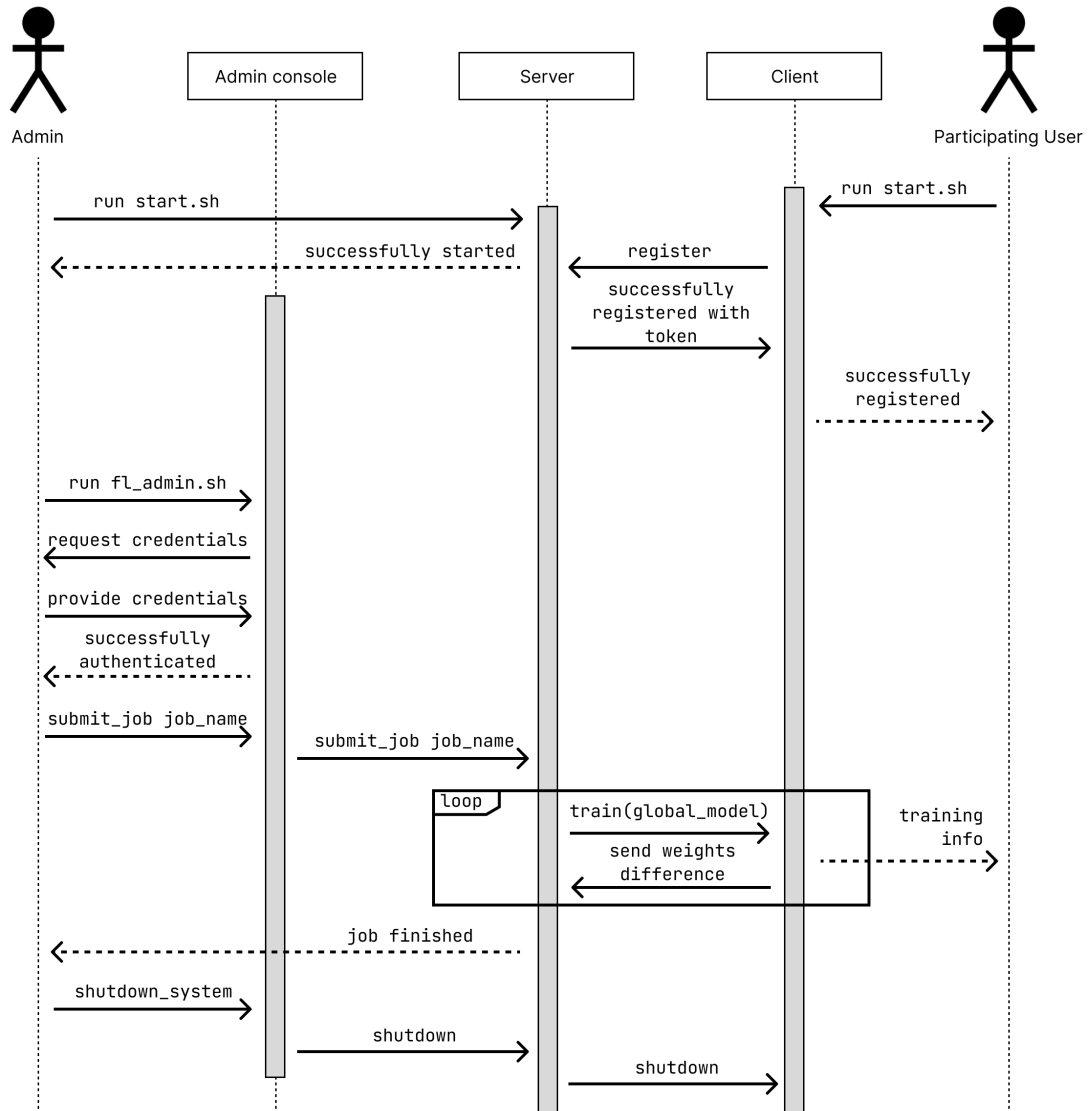 Admin console
Server
Client
Admin
Participating User
run start.sh
run start.sh
successfully started
register
successfully
registered with
token
successfully
registered
run fl_admin.sh
request credentials
provide credentials
successfully
authenticated
submit_job job_name
submit_job job_name
loop
train(global_model)
training
info
send weights
difference
job finished
shutdown_system
shutdown
shutdown